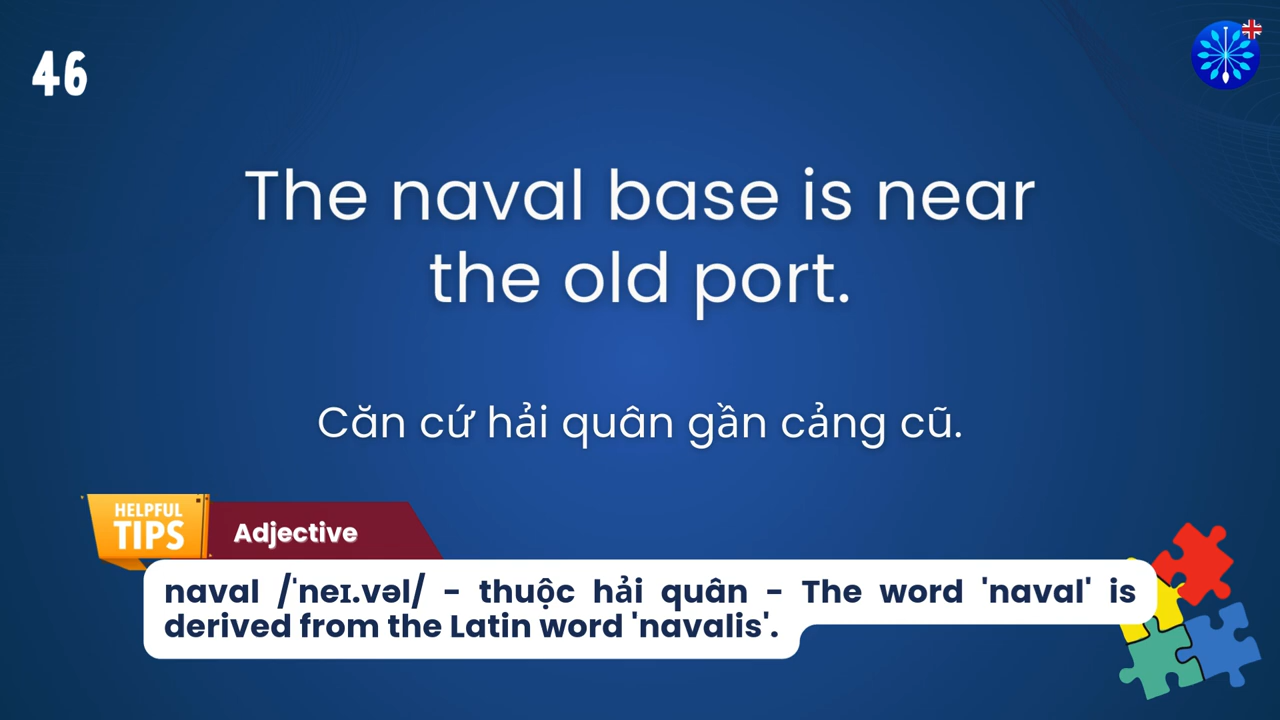 46
The naval base is near
the old port.
Căn cứ hải quân gần cảng cũ.
HELPFUL
TIPS
Adjective
naval /ˈneɪ.vəl/ - thuộc hải quân - The word 'naval' is
derived from the Latin word 'navalis'.